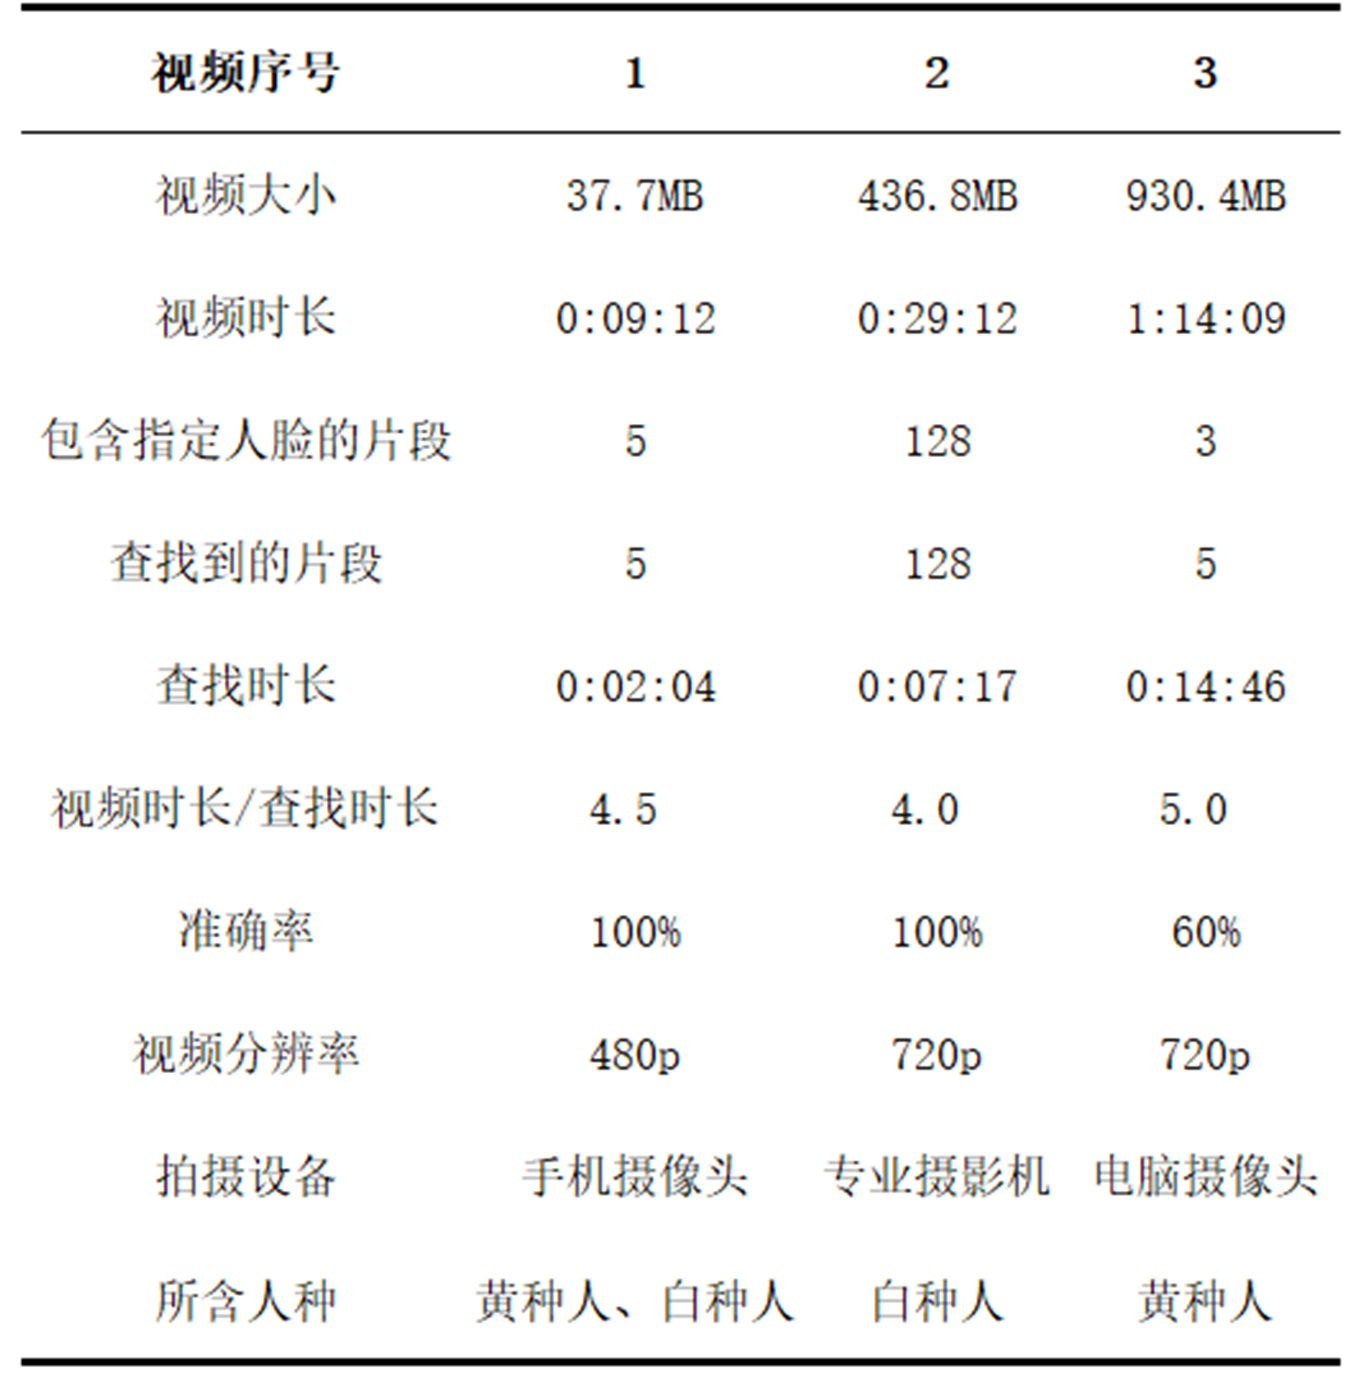 视频序号 1 2 3
视频大小 37.7MB 436.8MB 930.4MB
视频时长 0:09:12 0:29:12 1:14:09
包含指定人脸的片段 5 128 3
查找到的片段 5 128 5
查找时长 0:02:04 0:07:17 0:14:46
视频时长/查找时长 4.5 4.0 5.0
准确率 100% 100% 60%
视频分辨率 480p 720p 720p
拍摄设备 手机摄像头 专业摄影机 电脑摄像头
所含人种 黄种人、白种人 白种人 黄种人